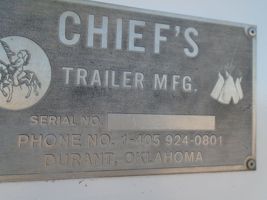 CHIEF'S
TRAILER MFG.
SERIAL NO.
PHONE NO. 1-405 924-0801
DURANT, OKLAHOMA